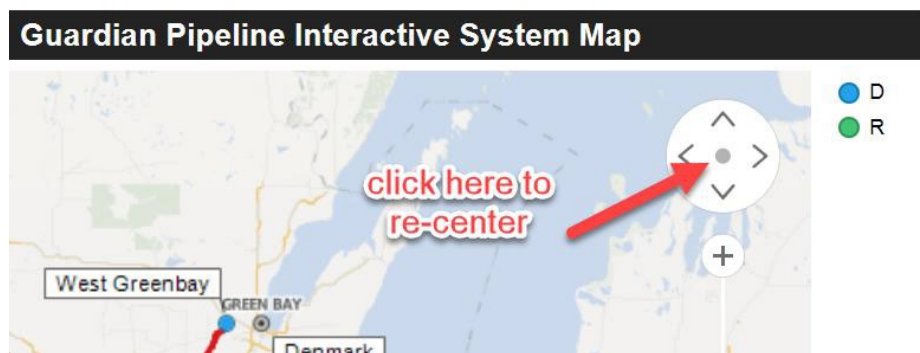 Guardian Pipeline Interactive System Map
D
R
click here to
re-center
West Greenbay
GREEN BAY
Denmark